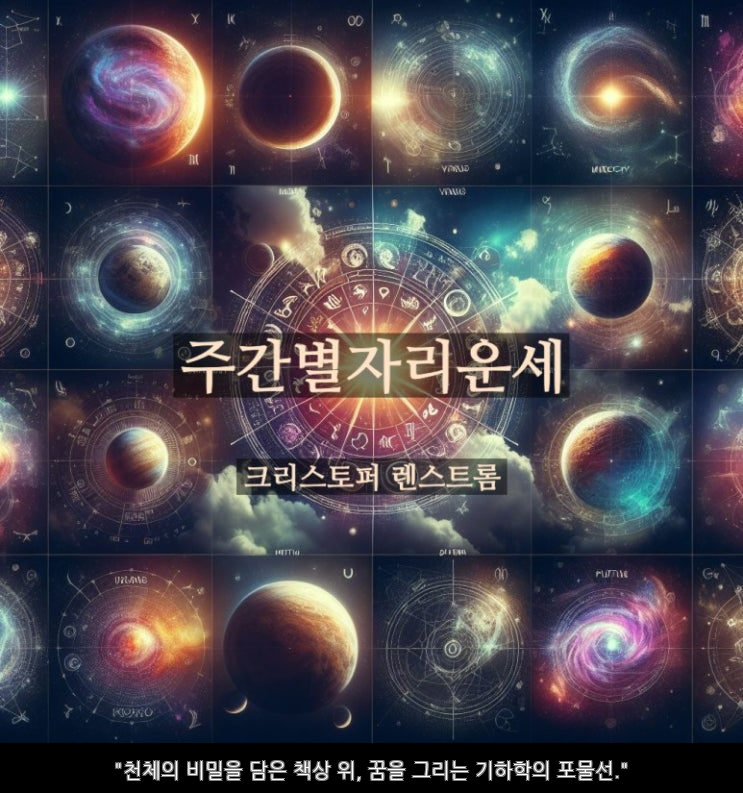 VENUS
주간별자리운세
크리스토퍼 렌스트롬
"천체의 비밀을 담은 책상 위, 꿈을 그리는 기하학의 포물선."